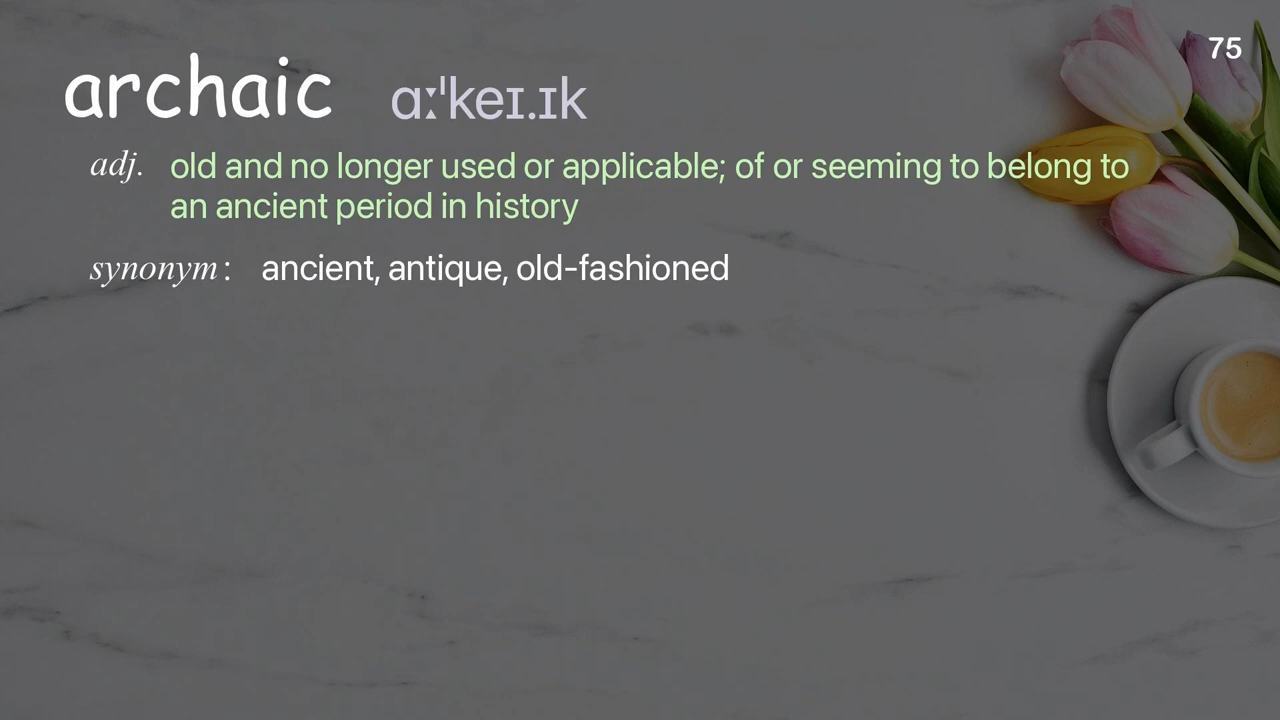 75
archaic ɑːˈkeɪ.ɪk
adj. old and no longer used or applicable; of or seeming to belong to
an ancient period in history
synonym: ancient, antique, old-fashioned